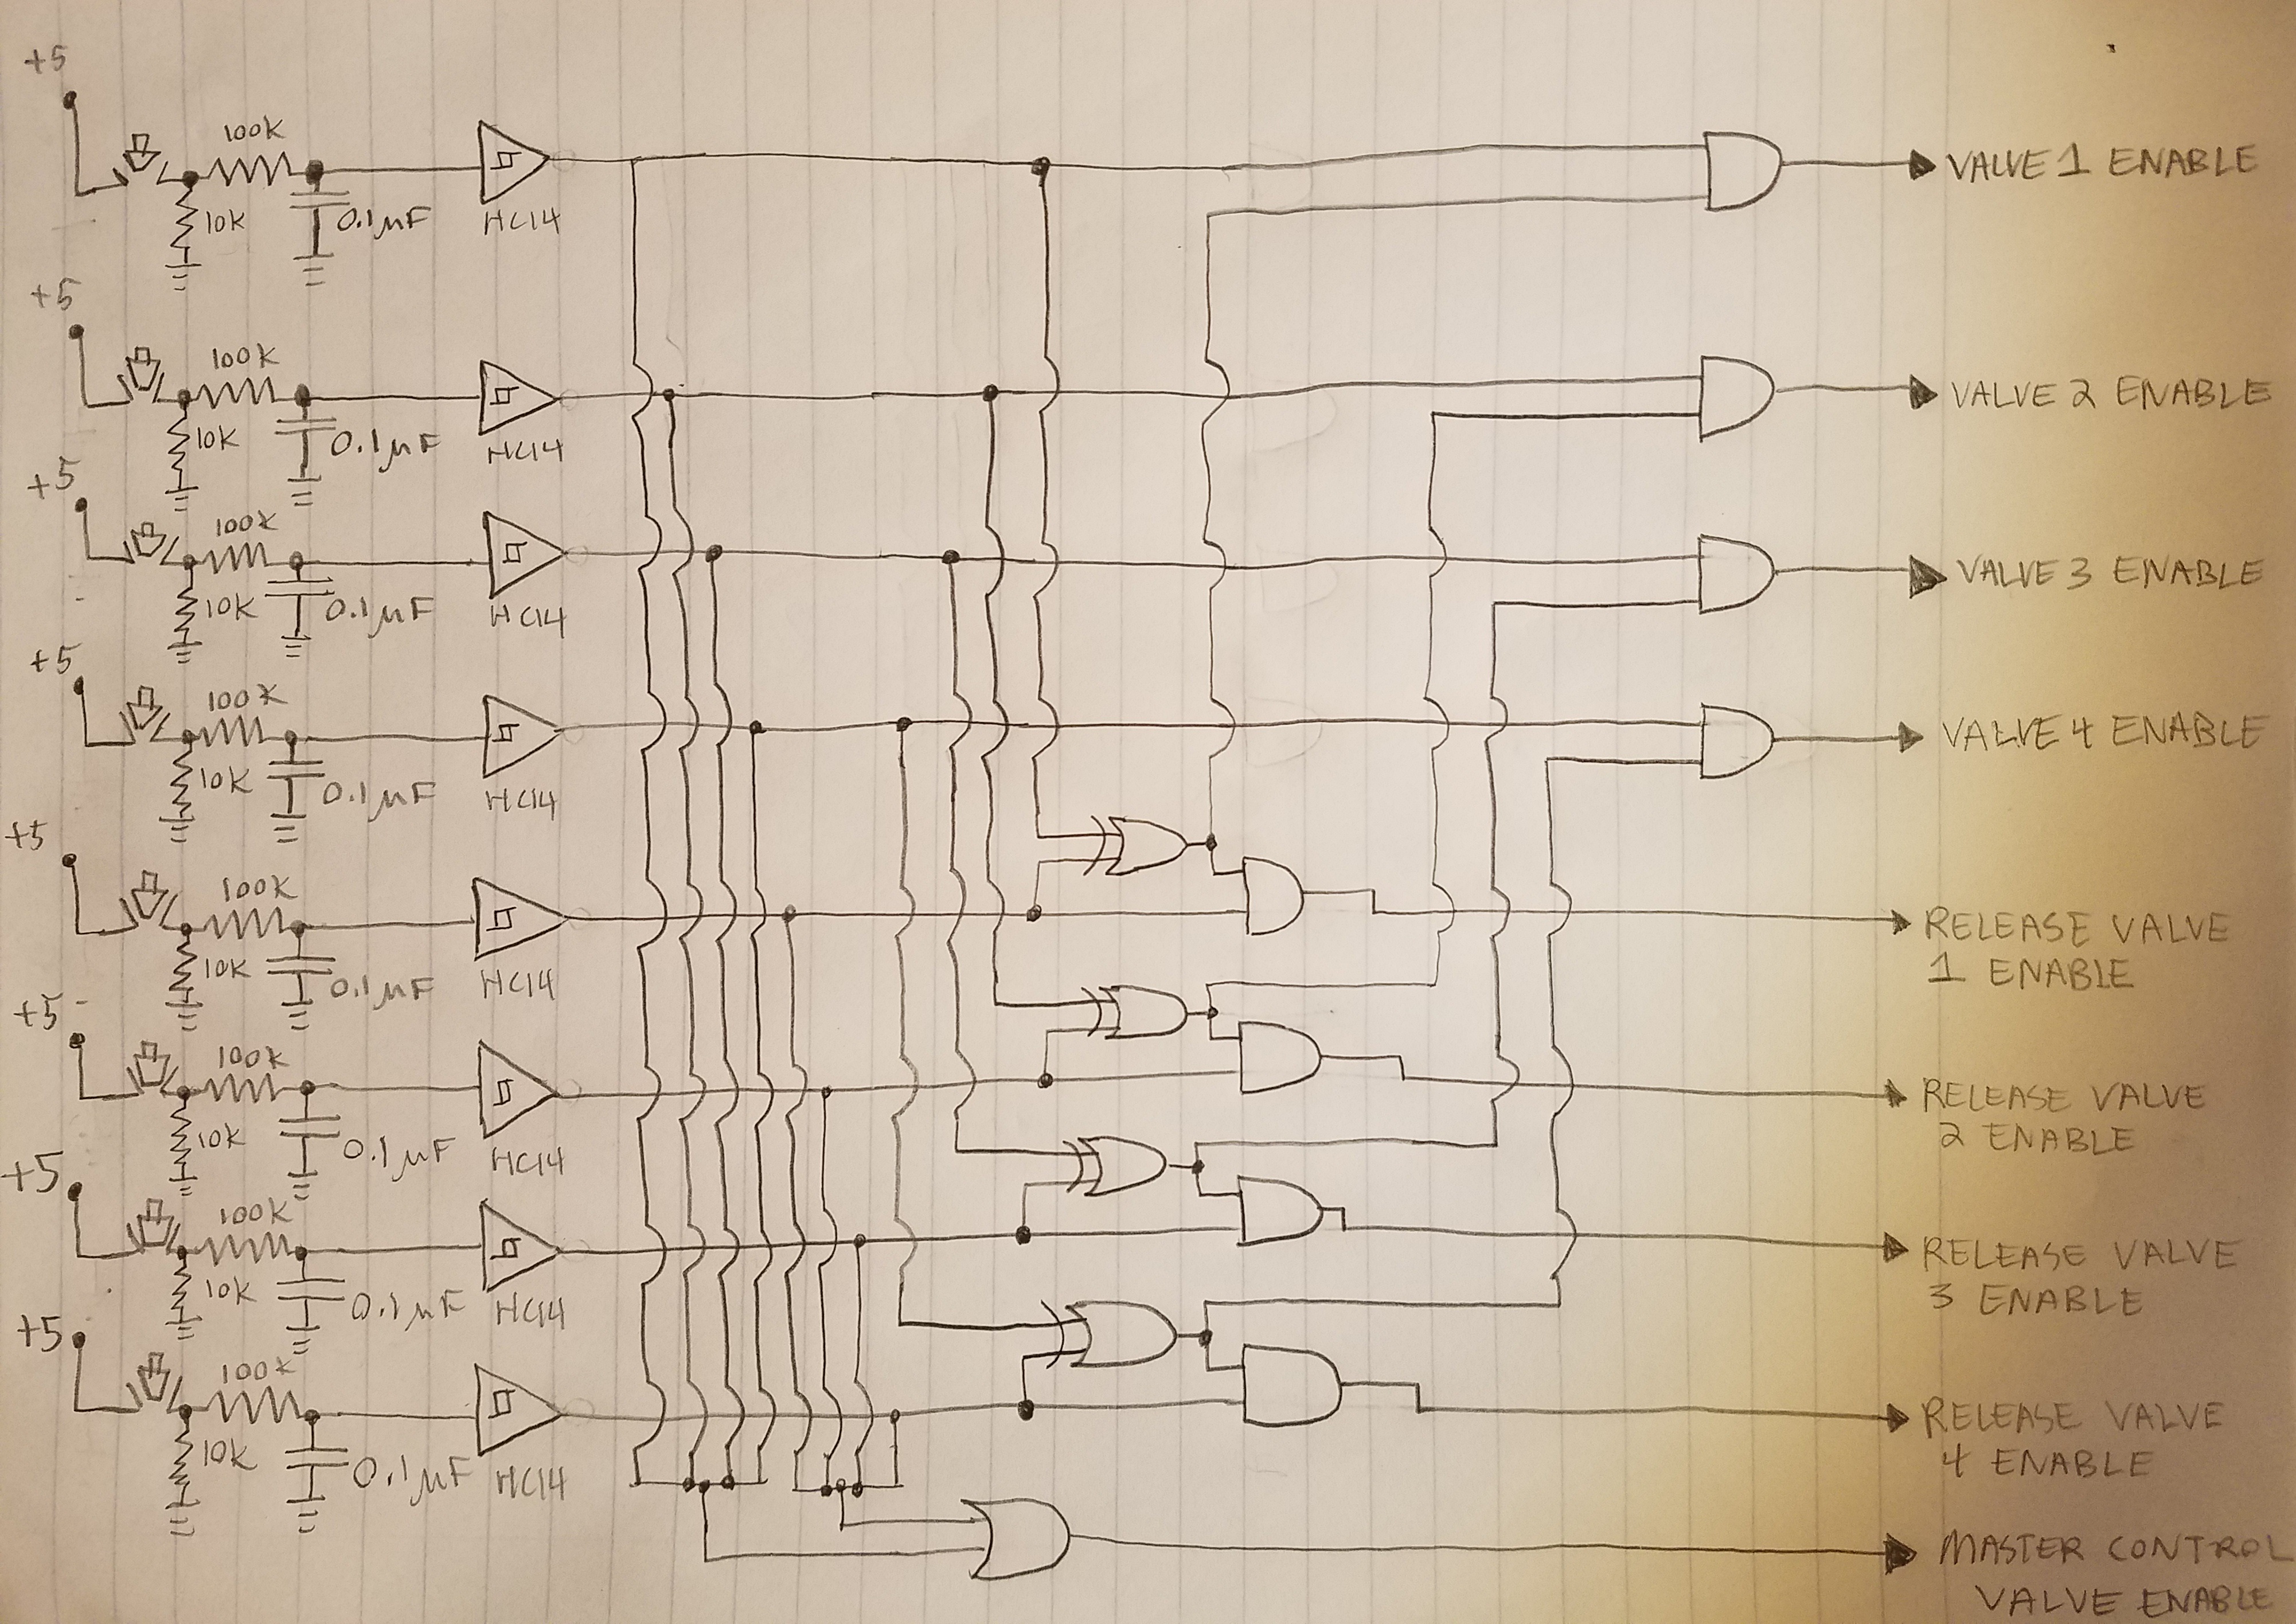 +5
100K
10K
0.1µF
HC14
VALVE 1 ENABLE
+5
100K
10K
0.1µF
HC14
VALVE 2 ENABLE
+5
100K
10K
0.1µF
HC14
VALVE 3 ENABLE
+5
100K
10K
0.1µF
HC14
VALVE 4 ENABLE
+5
100K
10K
0.1µF
HC14
RELEASE VALVE
1 ENABLE
+5
100K
10K
0.1µF
HC14
RELEASE VALVE
2 ENABLE
+5
100K
10K
0.1µF
HC14
RELEASE VALVE
3 ENABLE
+5
100K
10K
0.1µF
HC14
RELEASE VALVE
4 ENABLE
MASTER CONTROL
VALVE ENABLE